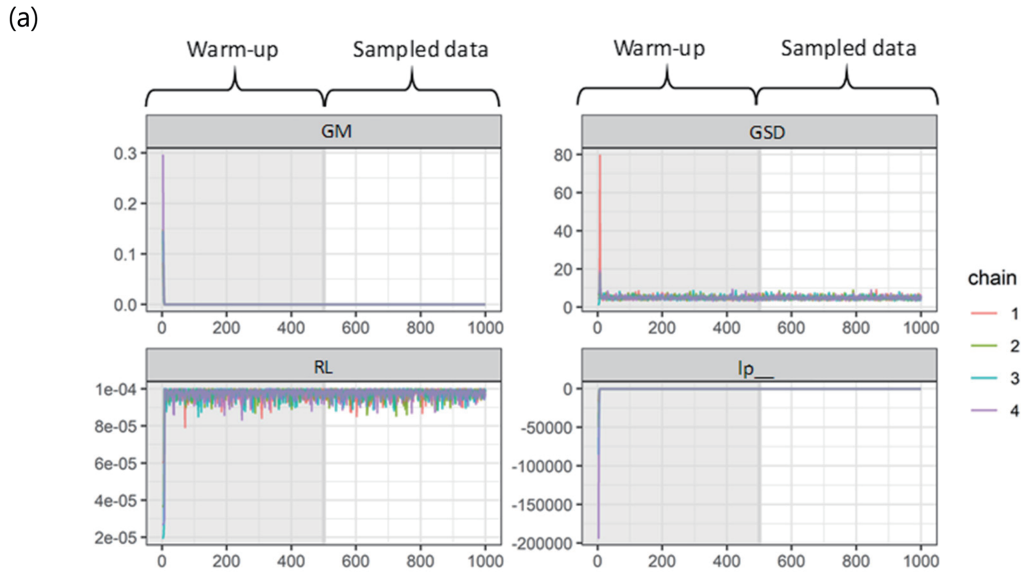 (a)
Warm-up Sampled data Warm-up Sampled data
GM GSD
0.3
0.2
0.1
0.0
0 200 400 600 800 1000
80
60
40
20
0
0 200 400 600 800 1000
RL lp__
1e-04
8e-05
6e-05
4e-05
2e-05
0 200 400 600 800 1000
0
-50000
-100000
-150000
-200000
0 200 400 600 800 1000
chain
1
2
3
4